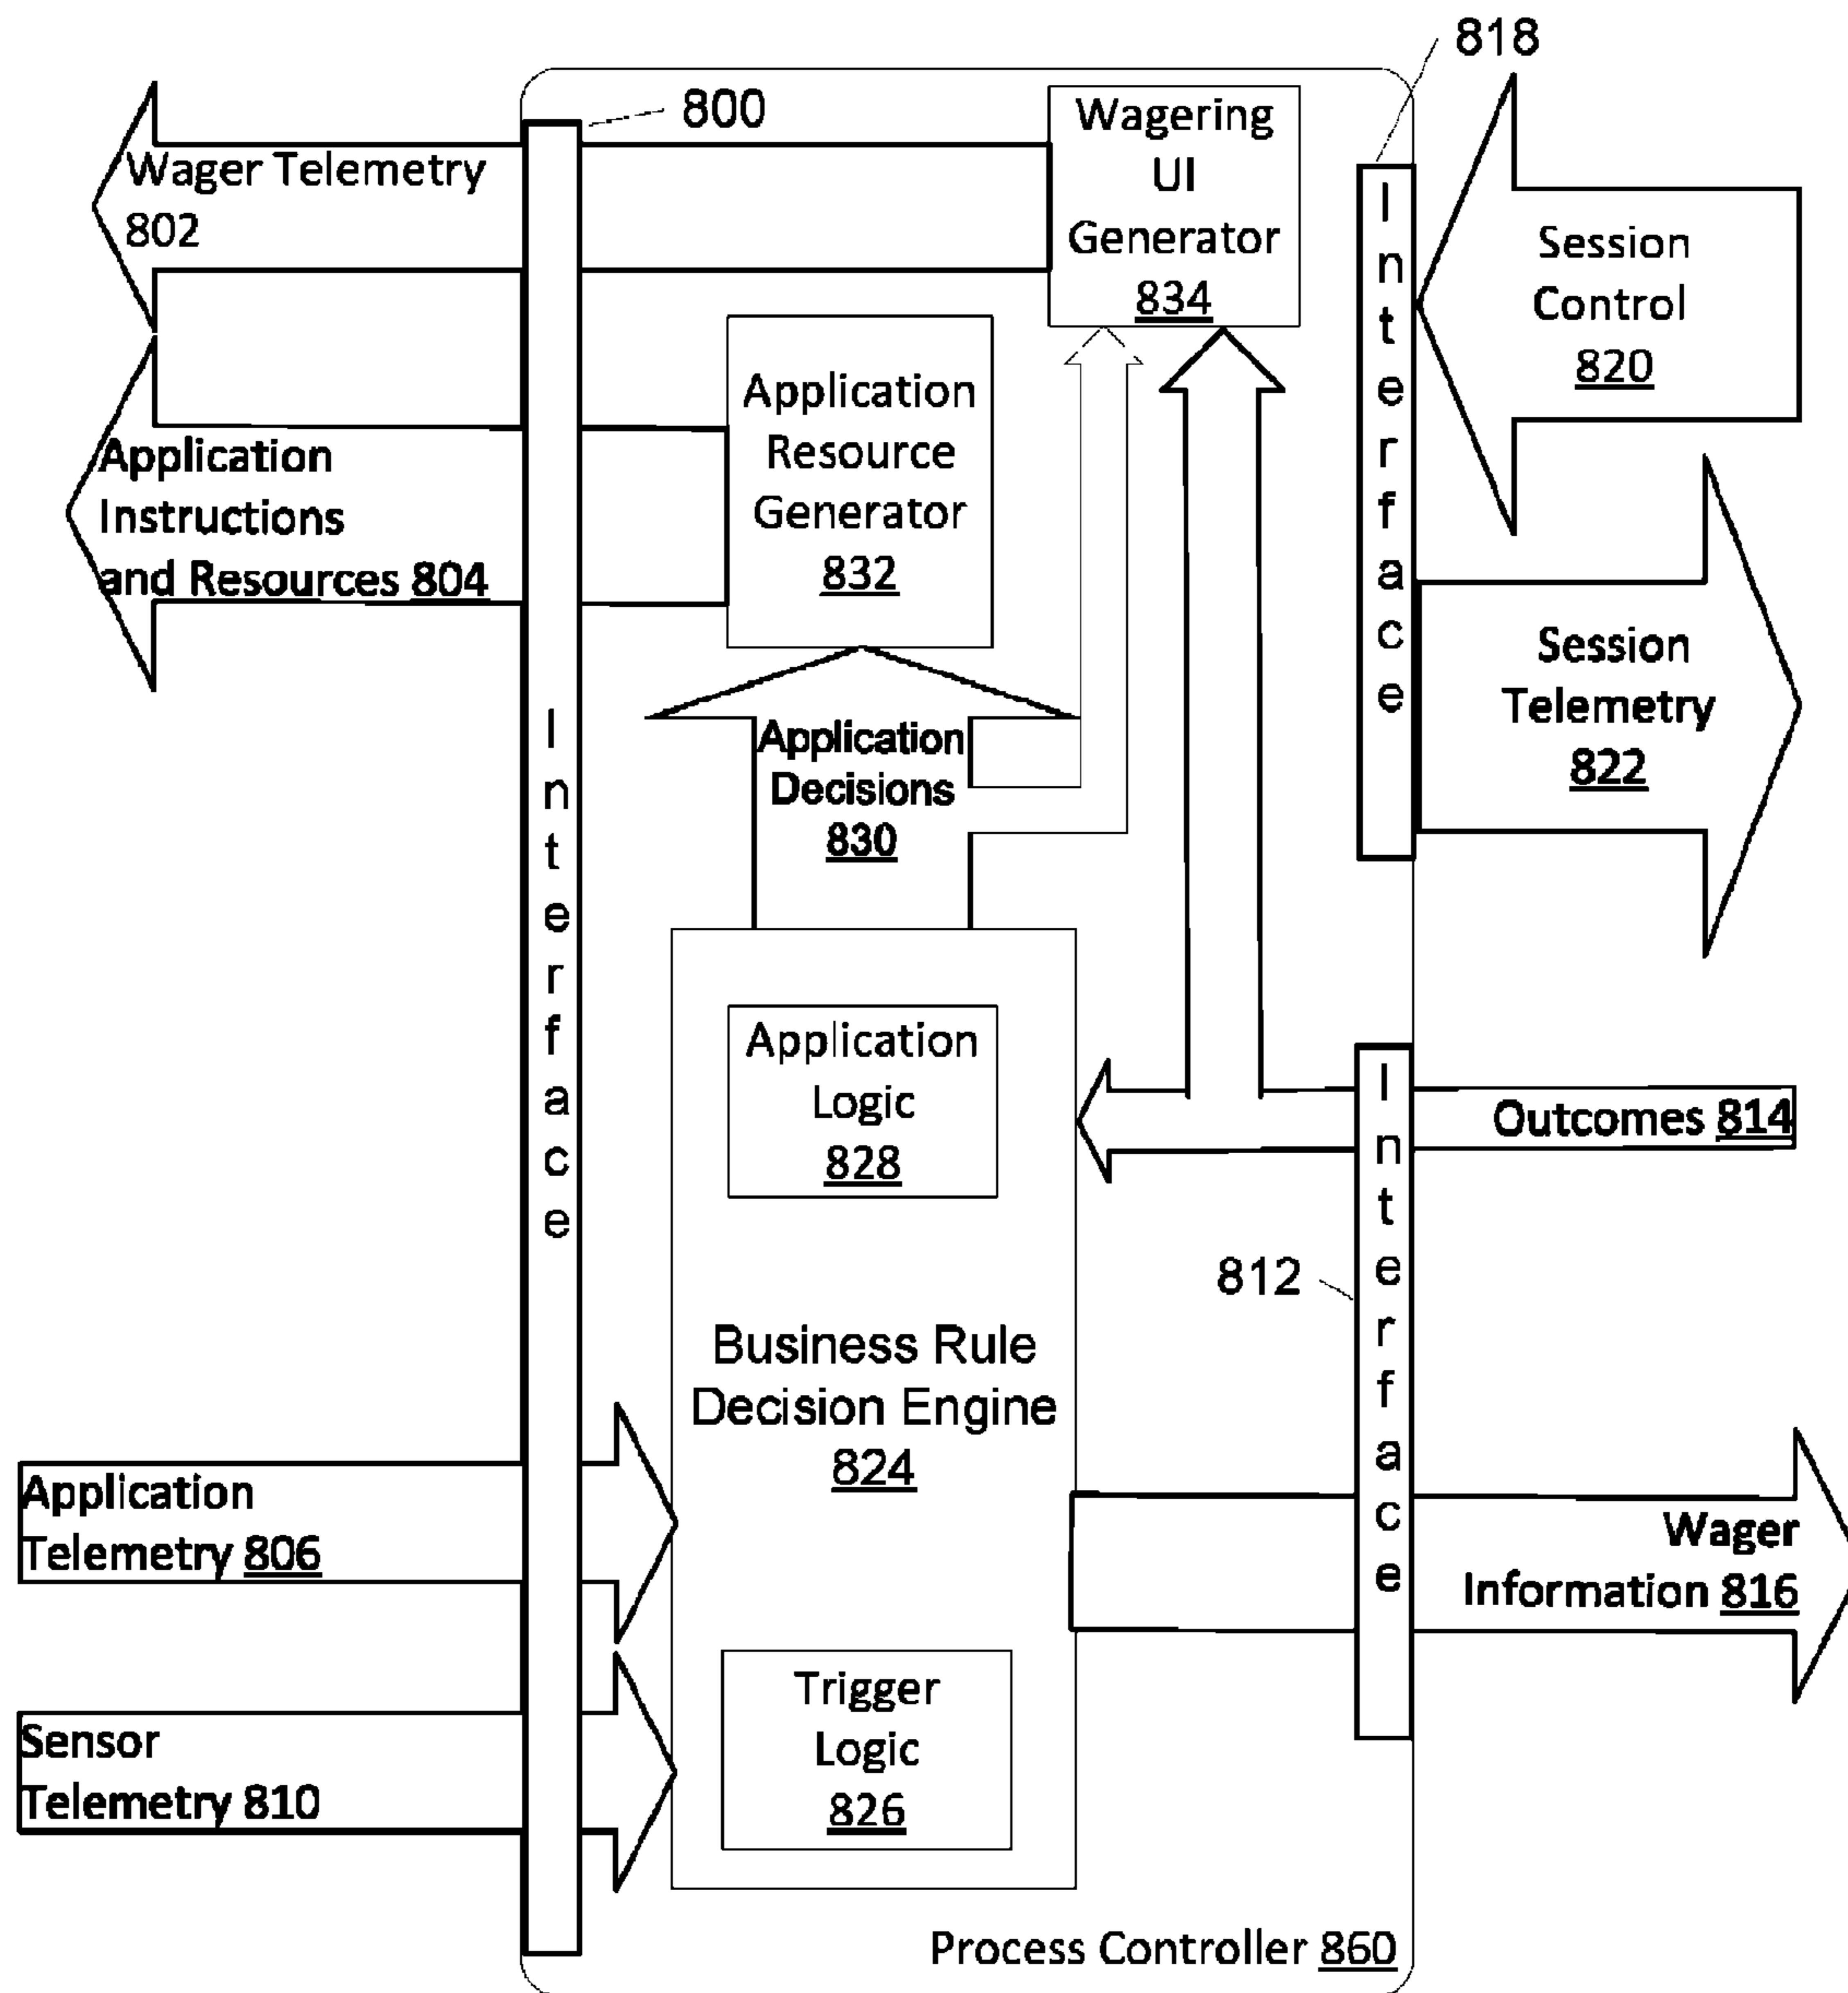 818
800
Wagering
UI
Generator
834
Wager Telemetry
802
Interface
Session
Control
820
Application
Resource
Generator
832
Application
Instructions
and Resources 804
Session
Telemetry
822
Interface
Application
Decisions
830
Application
Logic
828
Interface
Outcomes 814
812
Business Rule
Decision Engine
824
Application
Telemetry 806
Wager
Information 816
Trigger
Logic
826
Sensor
Telemetry 810
Process Controller 860